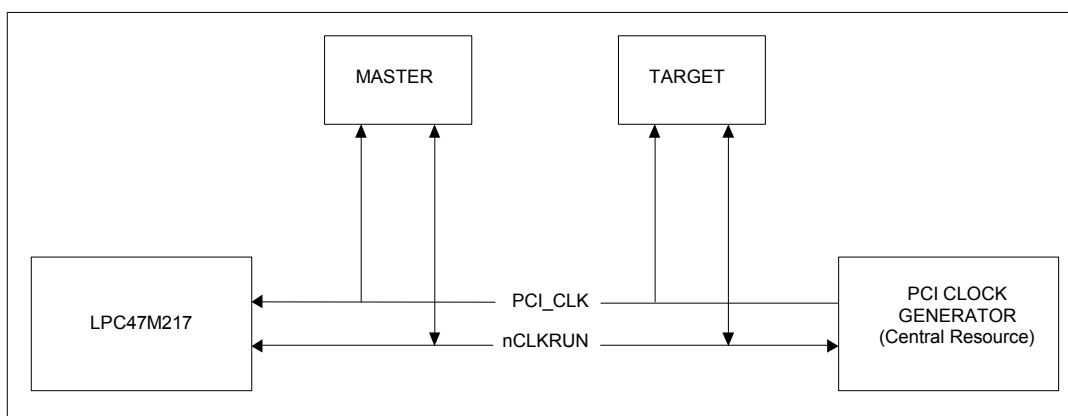 MASTER
TARGET
LPC47M217
PCI_CLK
nCLKRUN
PCI CLOCK
GENERATOR
(Central Resource)